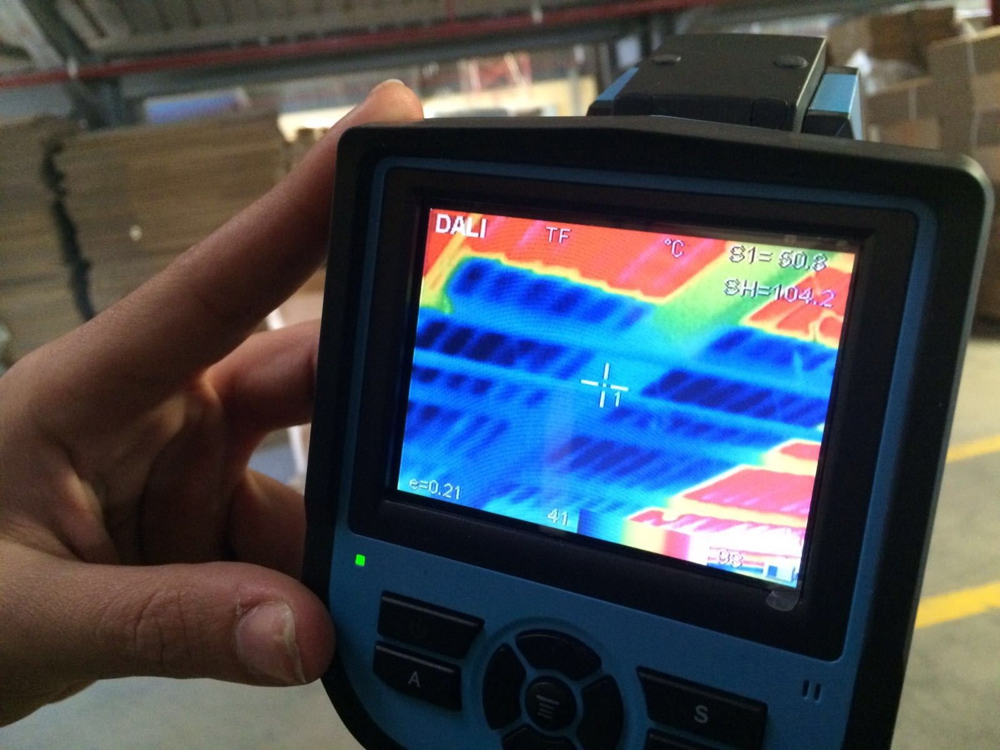 DALI TF °C S1= 50.8
SH=104.2
1
e=0.21
41
98
A
S